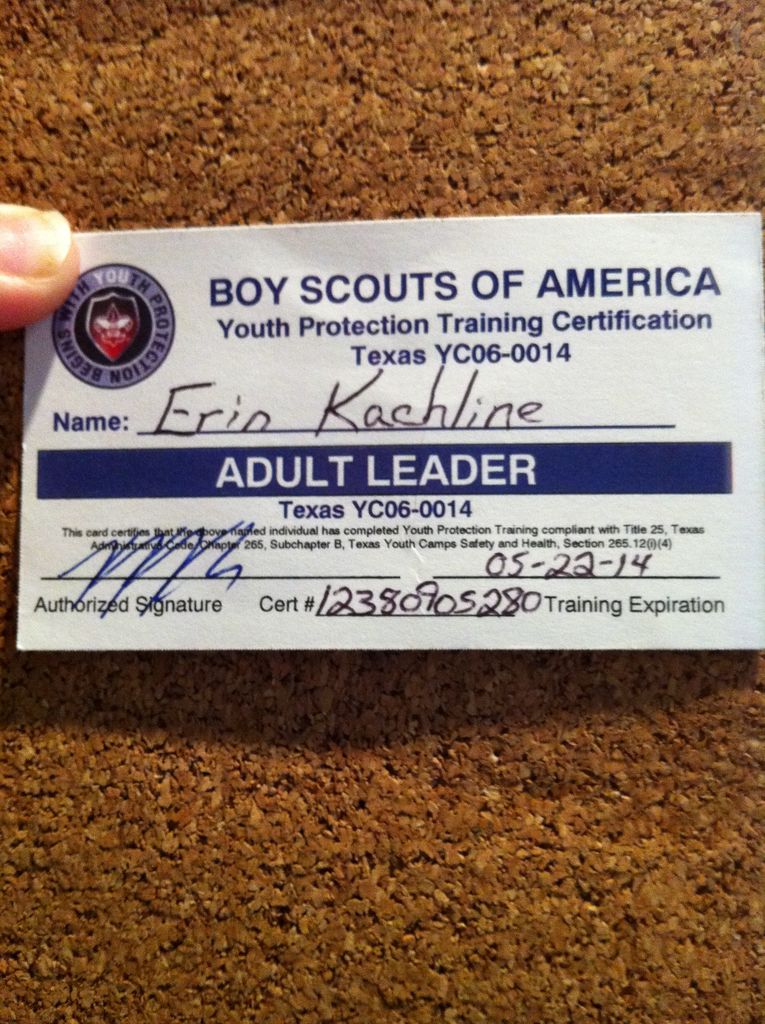 BEGINS WITH YOUTH PROTECTION
BOY SCOUTS OF AMERICA
Youth Protection Training Certification
Texas YC06-0014
Name: Erin Kachline
ADULT LEADER
Texas YC06-0014
This card certifies that the above named individual has completed Youth Protection Training compliant with Title 25, Texas
Administrative Code, Chapter 265, Subchapter B, Texas Youth Camps Safety and Health, Section 265.12(i)(4)
05-22-14
Authorized Signature Cert # 12380905280 Training Expiration